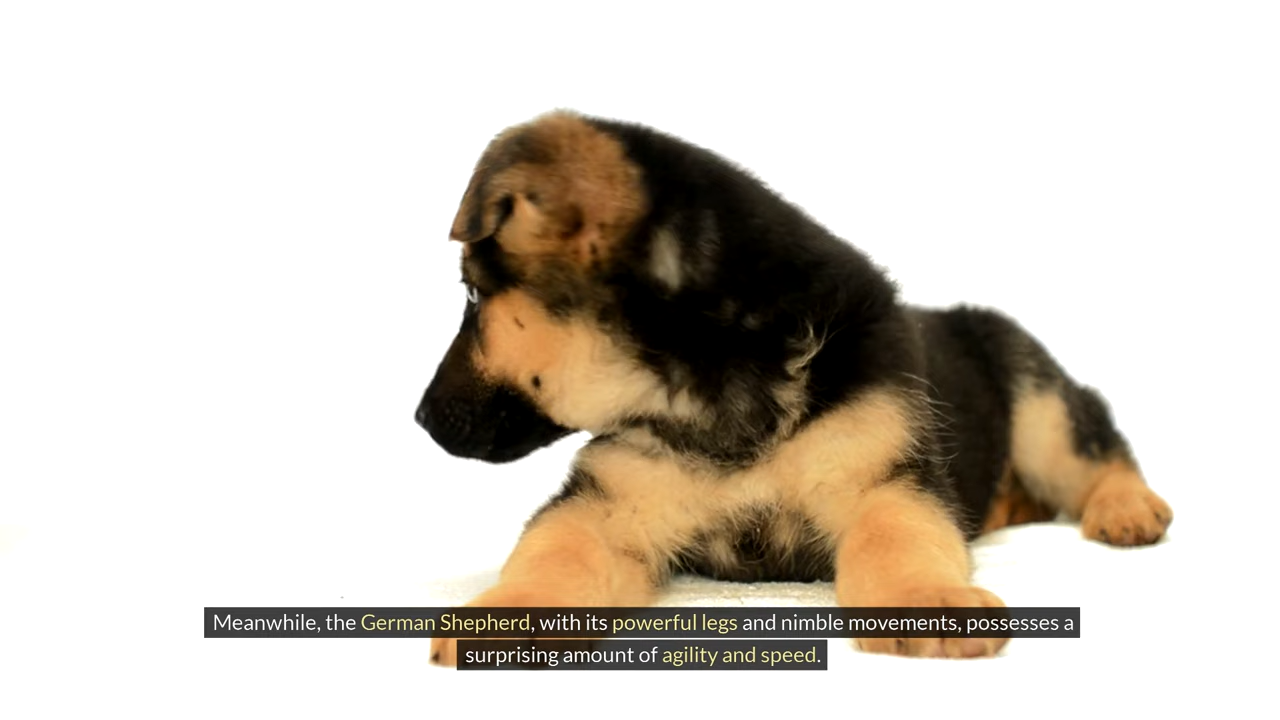 Meanwhile, the German Shepherd, with its powerful legs and nimble movements, possesses a
surprising amount of agility and speed.